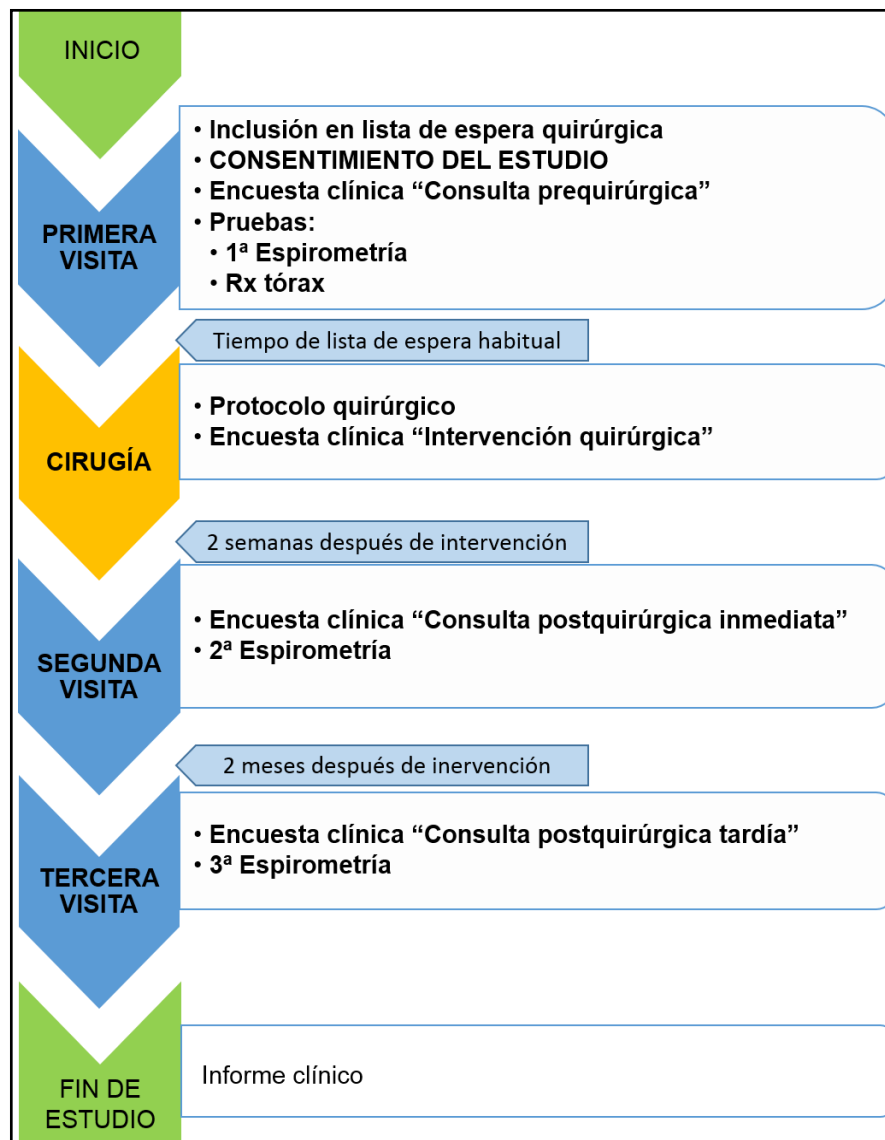 INICIO
• Inclusión en lista de espera quirúrgica
• CONSENTIMIENTO DEL ESTUDIO
• Encuesta clínica “Consulta prequirúrgica”
• Pruebas:
• 1ª Espirometría
• Rx tórax
PRIMERA
VISITA
Tiempo de lista de espera habitual
• Protocolo quirúrgico
• Encuesta clínica “Intervención quirúrgica”
CIRUGÍA
2 semanas después de intervención
• Encuesta clínica “Consulta postquirúrgica inmediata”
• 2ª Espirometría
SEGUNDA
VISITA
2 meses después de inervención
• Encuesta clínica “Consulta postquirúrgica tardía”
• 3ª Espirometría
TERCERA
VISITA
Informe clínico
FIN DE
ESTUDIO